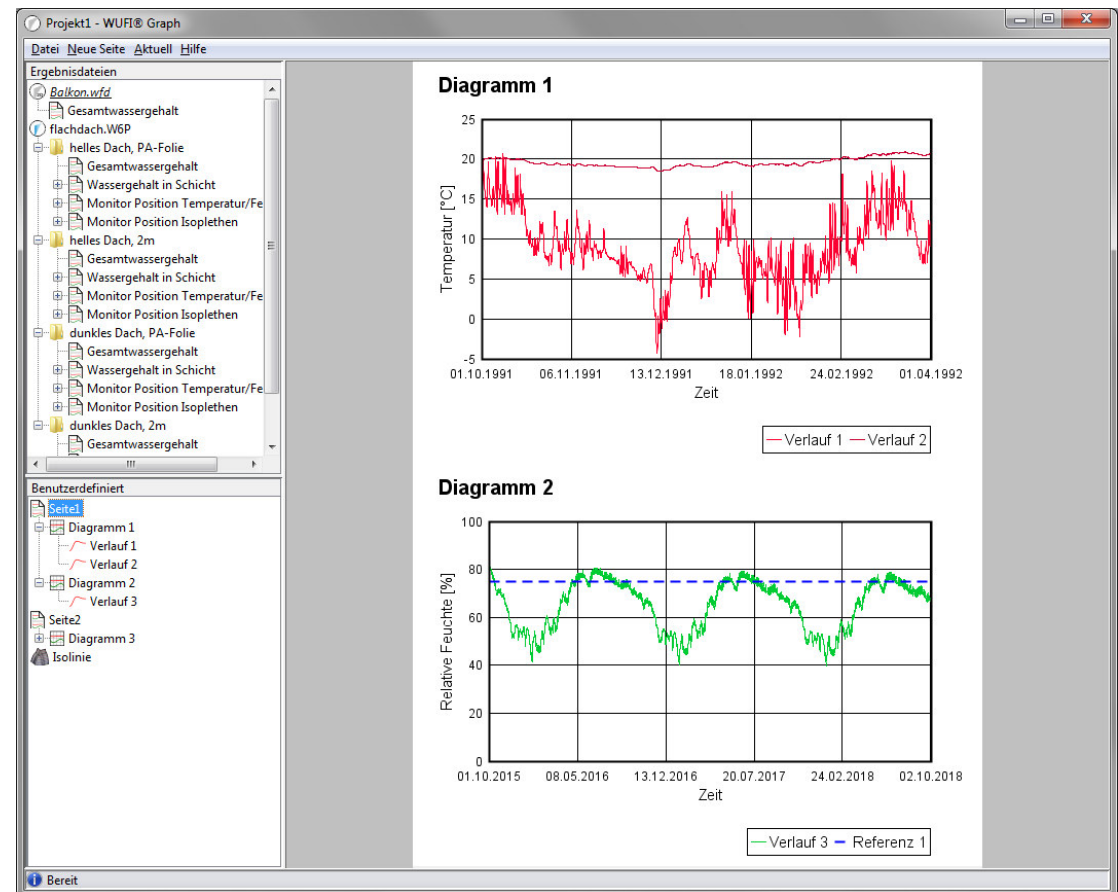 Projekt1 - WUFI® Graph
Datei Neue Seite Aktuell Hilfe
Ergebnisdateien
Balkon.wfd
Gesamtwassergehalt
flachdach.W6P
helles Dach, PA-Folie
Gesamtwassergehalt
Wassergehalt in Schicht
Monitor Position Temperatur/Fe
Monitor Position Isoplethen
helles Dach, 2m
Gesamtwassergehalt
Wassergehalt in Schicht
Monitor Position Temperatur/Fe
Monitor Position Isoplethen
dunkles Dach, PA-Folie
Gesamtwassergehalt
Wassergehalt in Schicht
Monitor Position Temperatur/Fe
Monitor Position Isoplethen
dunkles Dach, 2m
Gesamtwassergehalt
Benutzerdefiniert
Seite1
Diagramm 1
Verlauf 1
Verlauf 2
Diagramm 2
Verlauf 3
Seite2
Diagramm 3
Isolinie
Diagramm 1
Temperatur [°C]
25
20
15
10
5
0
-5
01.10.1991 06.11.1991 13.12.1991 18.01.1992 24.02.1992 01.04.1992
Zeit
Verlauf 1 Verlauf 2
Diagramm 2
Relative Feuchte [%]
100
80
60
40
20
0
01.10.2015 08.05.2016 13.12.2016 20.07.2017 24.02.2018 02.10.2018
Zeit
Verlauf 3 Referenz 1
Bereit